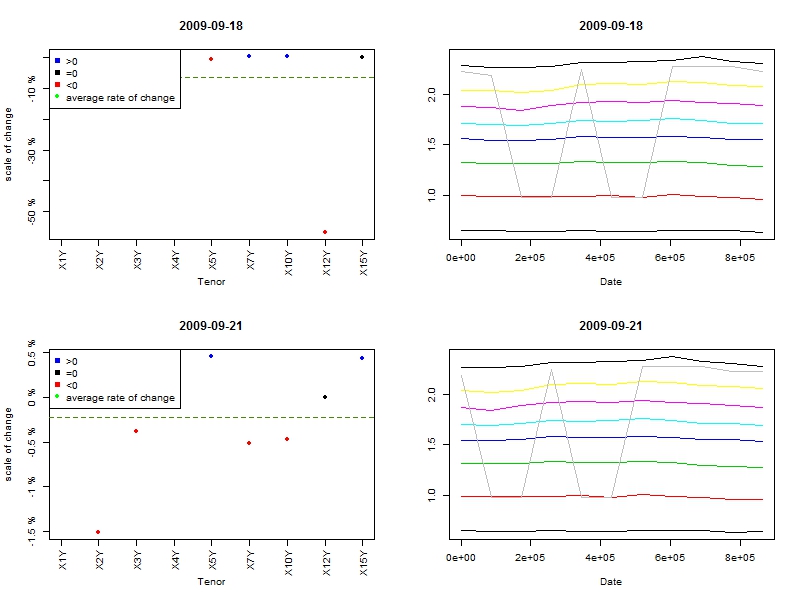 2009-09-18
scale of change
-10 %
-30 %
-50 %
>0
=0
<0
average rate of change
X1Y X2Y X3Y X4Y X5Y X7Y X10Y X12Y X15Y
Tenor
2009-09-18
2.0
1.5
1.0
0e+00 2e+05 4e+05 6e+05 8e+05
Date
2009-09-21
scale of change
0.5 %
0 %
-0.5 %
-1 %
-1.5 %
>0
=0
<0
average rate of change
X1Y X2Y X3Y X4Y X5Y X7Y X10Y X12Y X15Y
Tenor
2009-09-21
2.0
1.5
1.0
0e+00 2e+05 4e+05 6e+05 8e+05
Date